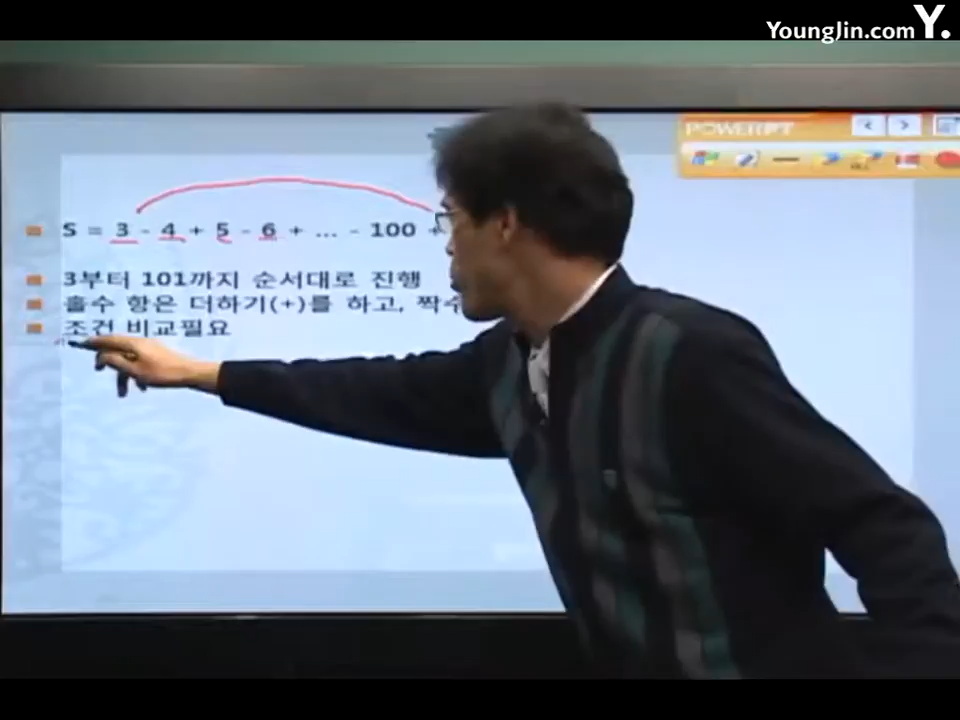 YoungJin.com Y.
POWERPT
S = 3 - 4 + 5 - 6 + ... - 100 +
3부터 101까지 순서대로 진행
홀수 항은 더하기(+)를 하고, 짝수
조건 비교필요